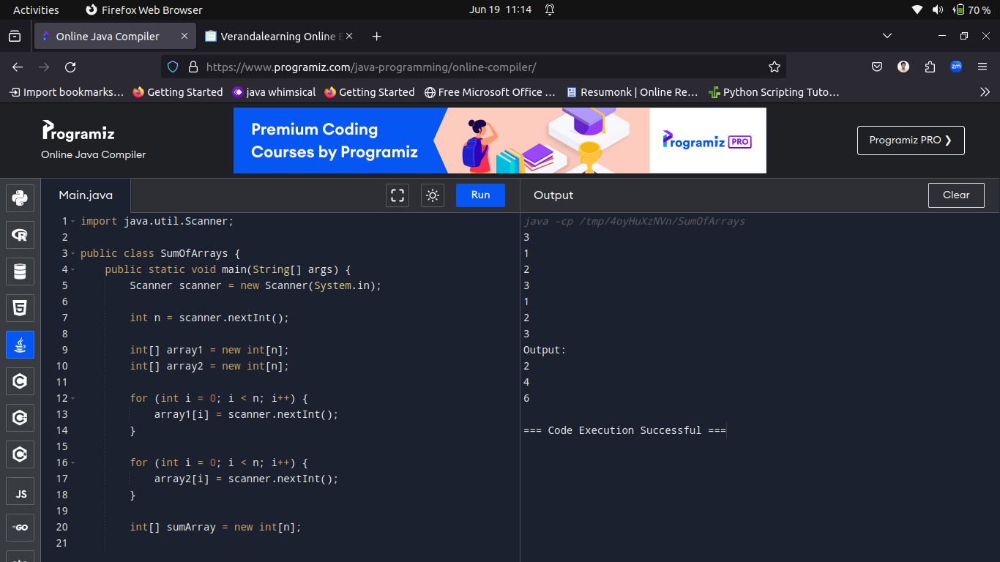 Activities Firefox Web Browser Jun 19 11:14 70 %
Online Java Compiler Verandalearning Online E
https://www.programiz.com/java-programming/online-compiler/ zm
Import bookmarks… Getting Started java whimsical Getting Started Free Microsoft Office … Resumonk | Online Re… Python Scripting Tuto…
Programiz
Online Java Compiler
Premium Coding
Courses by Programiz
Programiz PRO
Programiz PRO ❯
Main.java Run Output Clear
1 import java.util.Scanner;
2
3 public class SumOfArrays {
4 public static void main(String[] args) {
5 Scanner scanner = new Scanner(System.in);
6
7 int n = scanner.nextInt();
8
9 int[] array1 = new int[n];
10 int[] array2 = new int[n];
11
12 for (int i = 0; i < n; i++) {
13 array1[i] = scanner.nextInt();
14 }
15
16 for (int i = 0; i < n; i++) {
17 array2[i] = scanner.nextInt();
18 }
19
20 int[] sumArray = new int[n];
21
java -cp /tmp/4oyHuXzNVn/SumOfArrays
3
1
2
3
1
2
3
Output:
2
4
6
=== Code Execution Successful ===
R
5
C
C
C
JS
GO